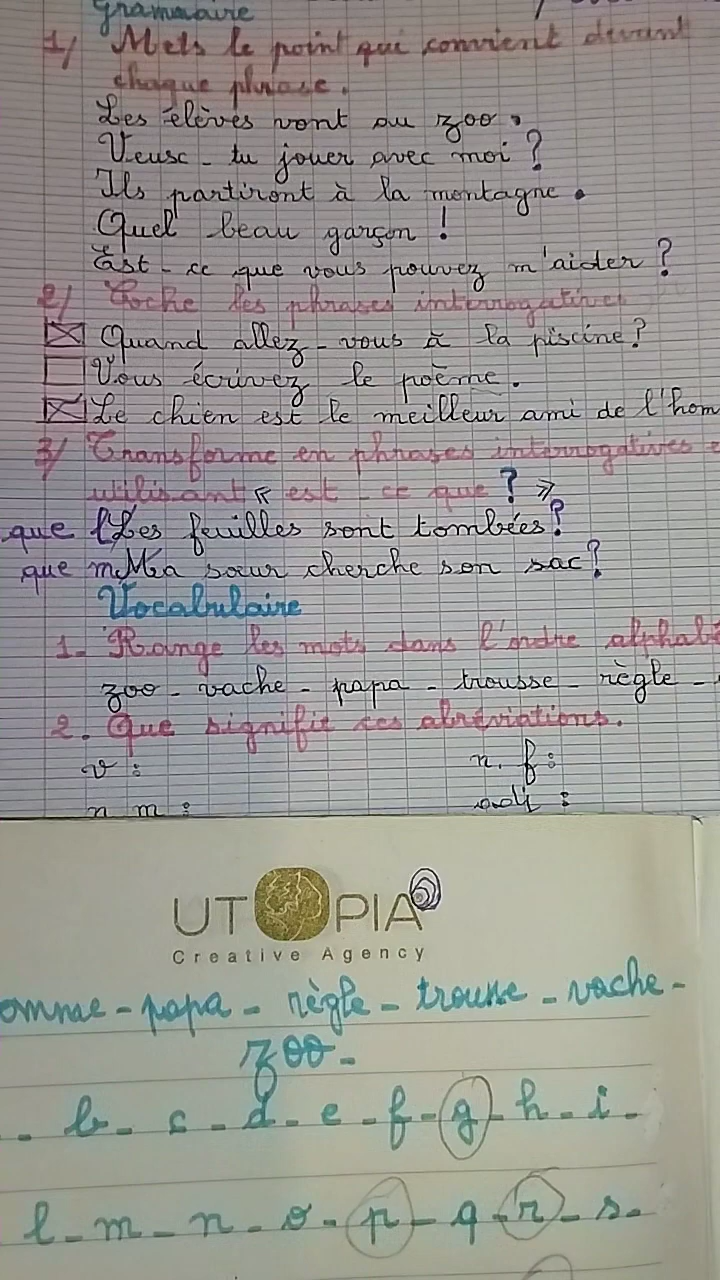 Grammaire
1/ Mets le point qui convient devant
chaque phrase.
Les élèves vont au zoo.
Veux-tu jouer avec moi ?
Ils partiront à la montagne.
Quel beau garçon !
Est-ce que vous pouvez m'aider ?
2/ Coche les phrases interrogatives
Quand allez-vous à la piscine ?
Vous écrivez le poème.
Le chien est le meilleur ami de l'hom
3/ Transforme en phrases interrogatives e
utilisant « est-ce que ? »
que lLes feuilles sont tombées ?
que mMa sœur cherche son sac ?
Vocabulaire
1- Range les mots dans l'ordre alphab
zoo - vache - papa - trousse - règle -
2. Que signifie ces abréviations.
v : n. f :
n m : adj :
UTOPIA
Creative Agency
omme - papa - règle - trousse - vache -
zoo -
- b - c - d - e - f - g - h - i -
l - m - n - o - p - q - r - s -